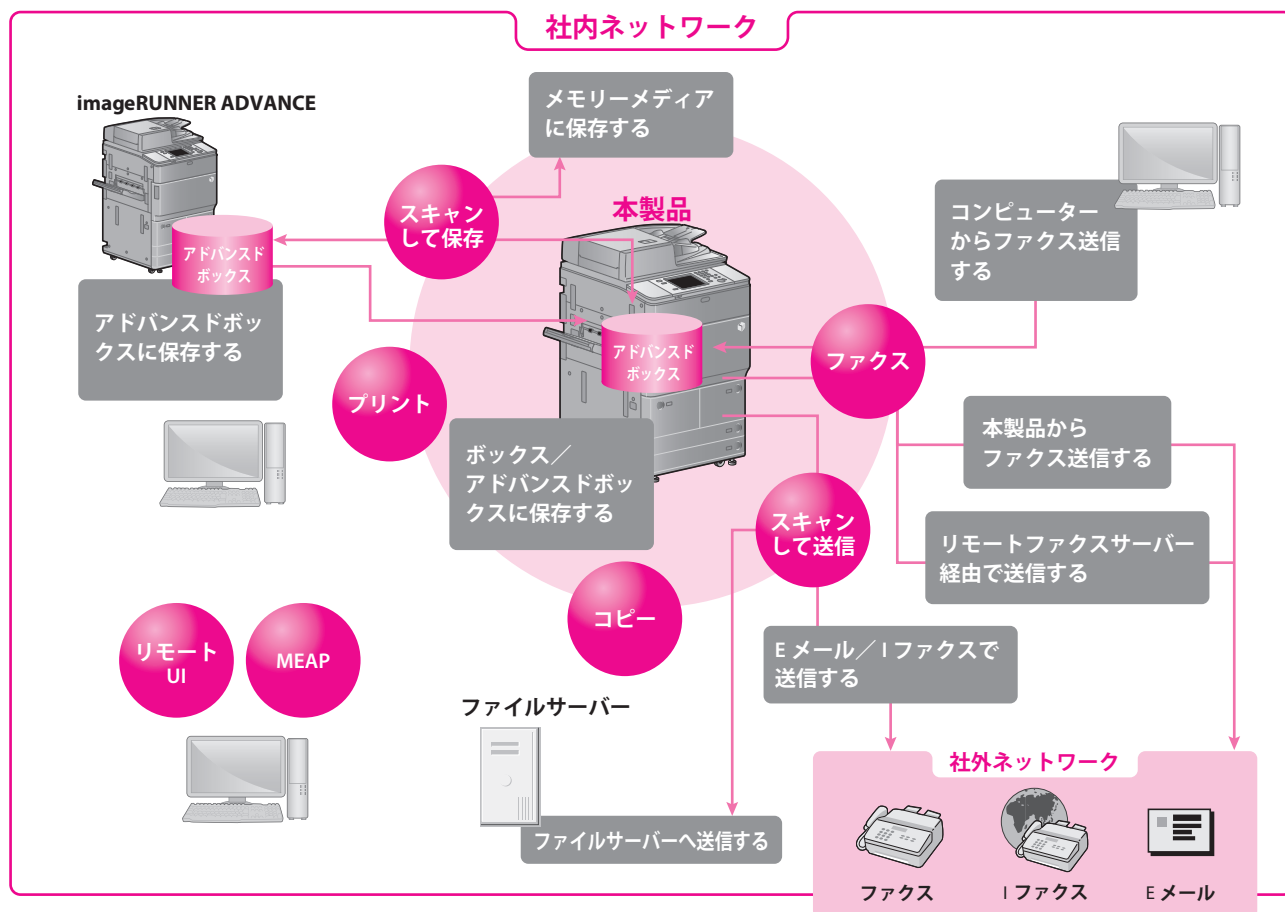 社内ネットワーク
imageRUNNER ADVANCE
メモリーメディア
に保存する
スキャン
して保存
本製品
コンピューター
からファクス送信
する
アドバンスド
ボックス
アドバンスドボッ
クスに保存する
アドバンスド
ボックス
ファクス
プリント
本製品から
ファクス送信する
ボックス／
アドバンスドボッ
クスに保存する
スキャン
して送信
リモートファクスサーバー
経由で送信する
コピー
リモート
UI
MEAP
E メール／I ファクスで
送信する
ファイルサーバー
ファイルサーバーへ送信する
社外ネットワーク
ファクス
I ファクス
E メール